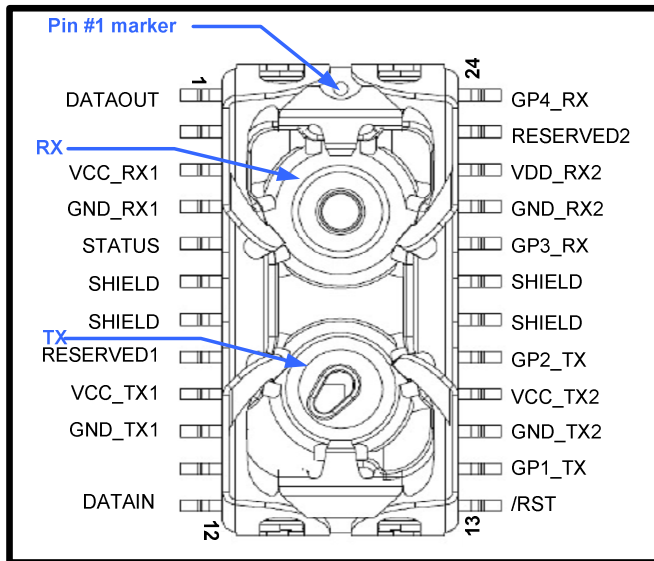 Pin #1 marker
1
24
DATAOUT
GP4_RX
RESERVED2
RX
VCC_RX1
VDD_RX2
GND_RX1
GND_RX2
STATUS
GP3_RX
SHIELD
SHIELD
SHIELD
SHIELD
TX
RESERVED1
GP2_TX
VCC_TX1
VCC_TX2
GND_TX1
GND_TX2
GP1_TX
DATAIN
/RST
12
13